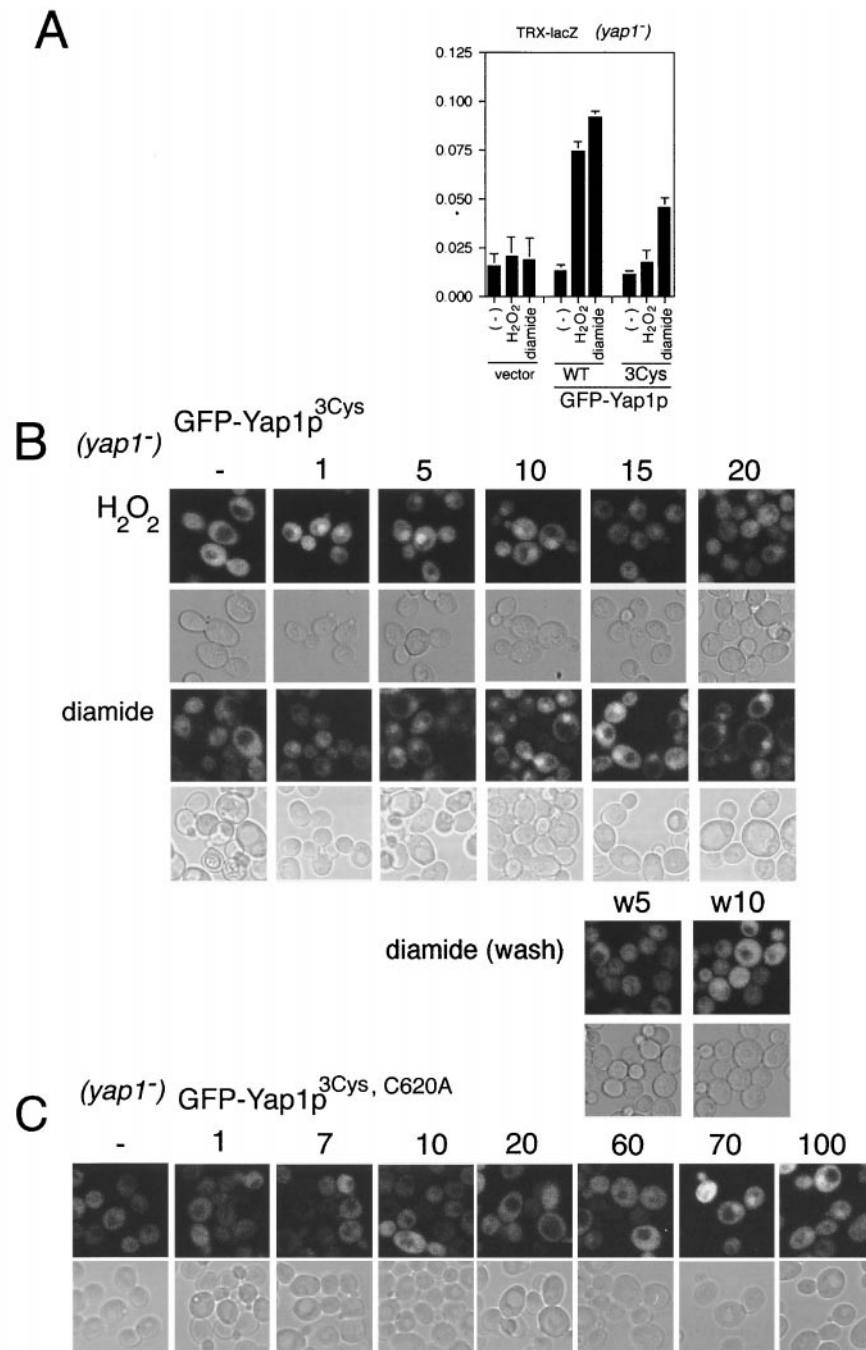 A
TRX-lacZ (yap1-)
0.125
0.100
0.075
0.050
0.025
0.000
(-)
H2O2
diamide
(-)
H2O2
diamide
(-)
H2O2
diamide
vector WT 3Cys
GFP-Yap1p
B
(yap1-) GFP-Yap1p3Cys
- 1 5 10 15 20
H2O2
diamide
w5 w10
diamide (wash)
C
(yap1-) GFP-Yap1p3Cys, C620A
- 1 7 10 20 60 70 100